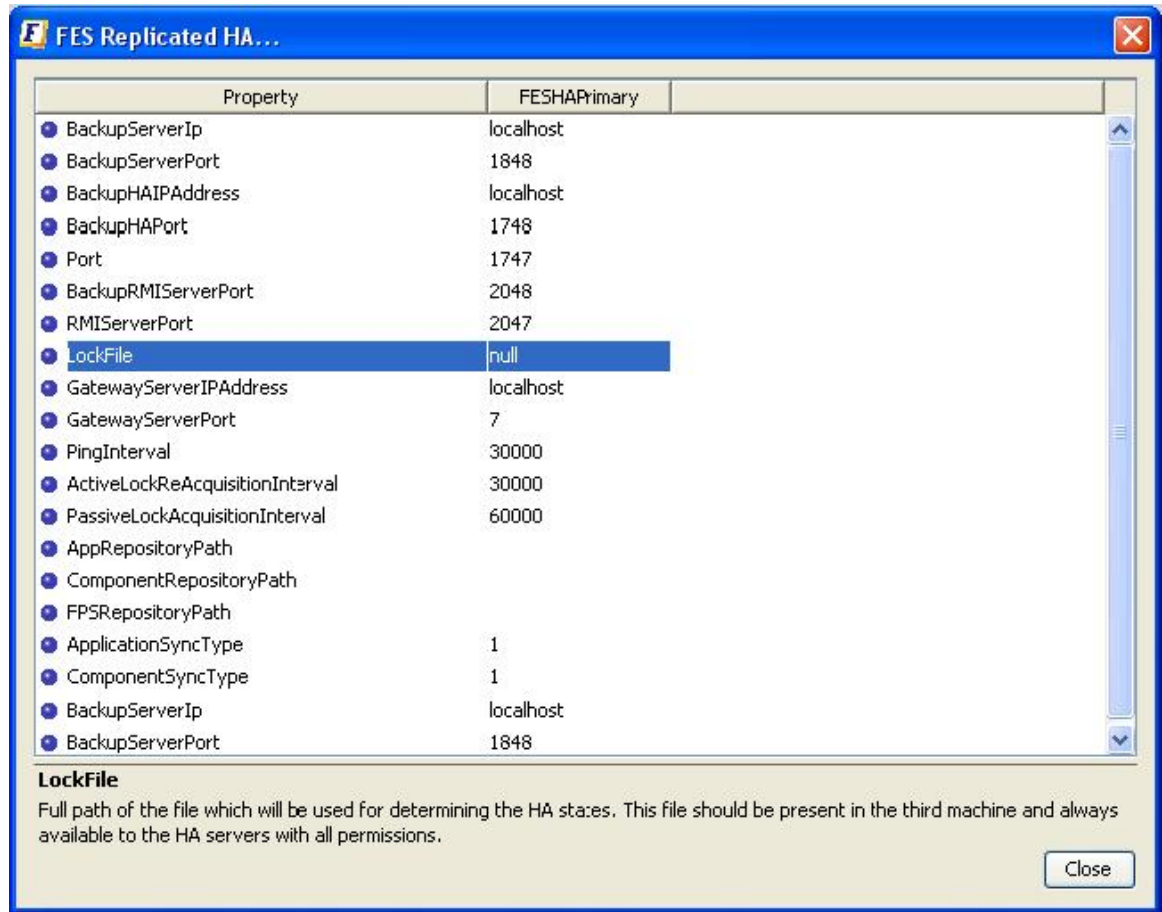 FES Replicated HA...
Property FESHAPrimary
BackupServerIp localhost
BackupServerPort 1848
BackupHAIPAddress localhost
BackupHAPort 1748
Port 1747
BackupRMIServerPort 2048
RMIServerPort 2047
LockFile null
GatewayServerIPAddress localhost
GatewayServerPort 7
PingInterval 30000
ActiveLockReAcquisitionInterval 30000
PassiveLockAcquisitionInterval 60000
AppRepositoryPath
ComponentRepositoryPath
FPSRepositoryPath
ApplicationSyncType 1
ComponentSyncType 1
BackupServerIp localhost
BackupServerPort 1848
LockFile
Full path of the file which will be used for determining the HA states. This file should be present in the third machine and always
available to the HA servers with all permissions.
Close